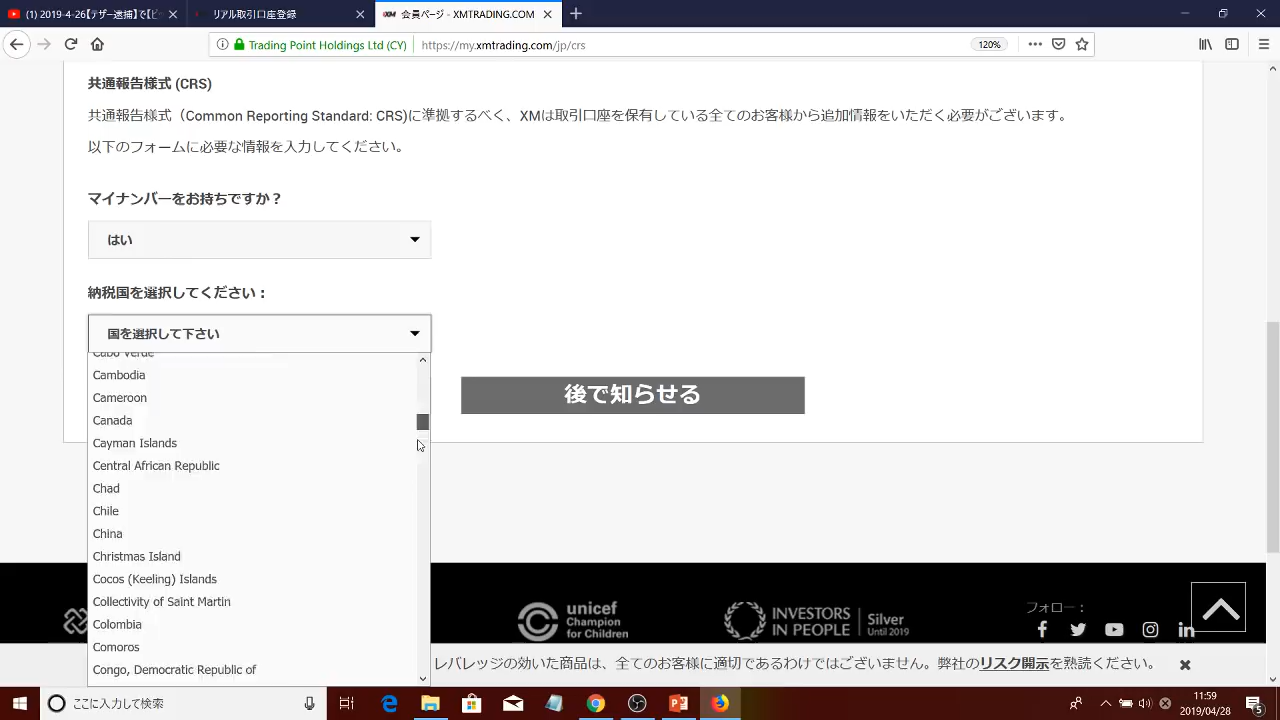 (1) 2019-4-26【テザー逮捕】で【ビ
リアル取引口座登録
会員ページ - XMTRADING.COM
Trading Point Holdings Ltd (CY)
https://my.xmtrading.com/jp/crs
120%
共通報告様式 (CRS)
共通報告様式（Common Reporting Standard: CRS)に準拠するべく、XMは取引口座を保有している全てのお客様から追加情報をいただく必要がございます。
以下のフォームに必要な情報を入力してください。
マイナンバーをお持ちですか？
はい
納税国を選択してください：
国を選択して下さい
Cabo Verde
Cambodia
Cameroon
Canada
Cayman Islands
Central African Republic
Chad
Chile
China
Christmas Island
Cocos (Keeling) Islands
Collectivity of Saint Martin
Colombia
Comoros
Congo, Democratic Republic of
後で知らせる
unicef
Champion
for Children
INVESTORS
IN PEOPLE
Silver
Until 2019
フォロー：
レバレッジの効いた商品は、全てのお客様に適切であるわけではございません。弊社のリスク開示を熟読ください。
ここに入力して検索
11:59
2019/04/28
5